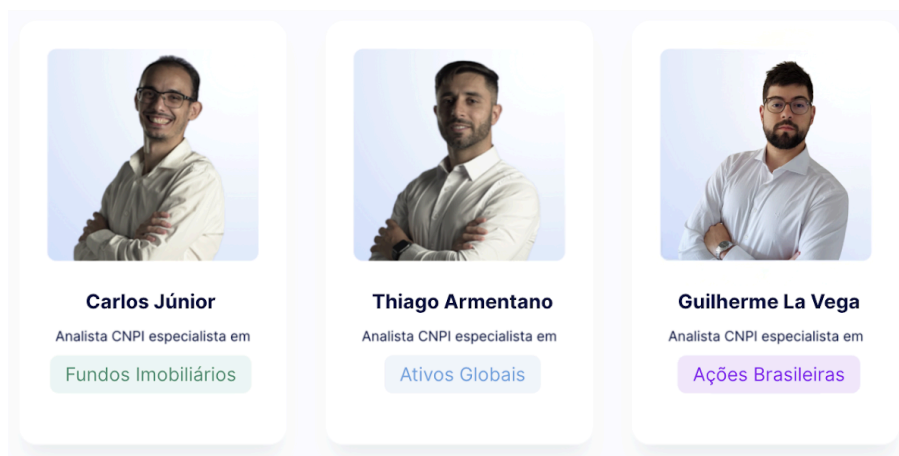 Carlos Júnior
Analista CNPI especialista em
Fundos Imobiliários
Thiago Armentano
Analista CNPI especialista em
Ativos Globais
Guilherme La Vega
Analista CNPI especialista em
Ações Brasileiras